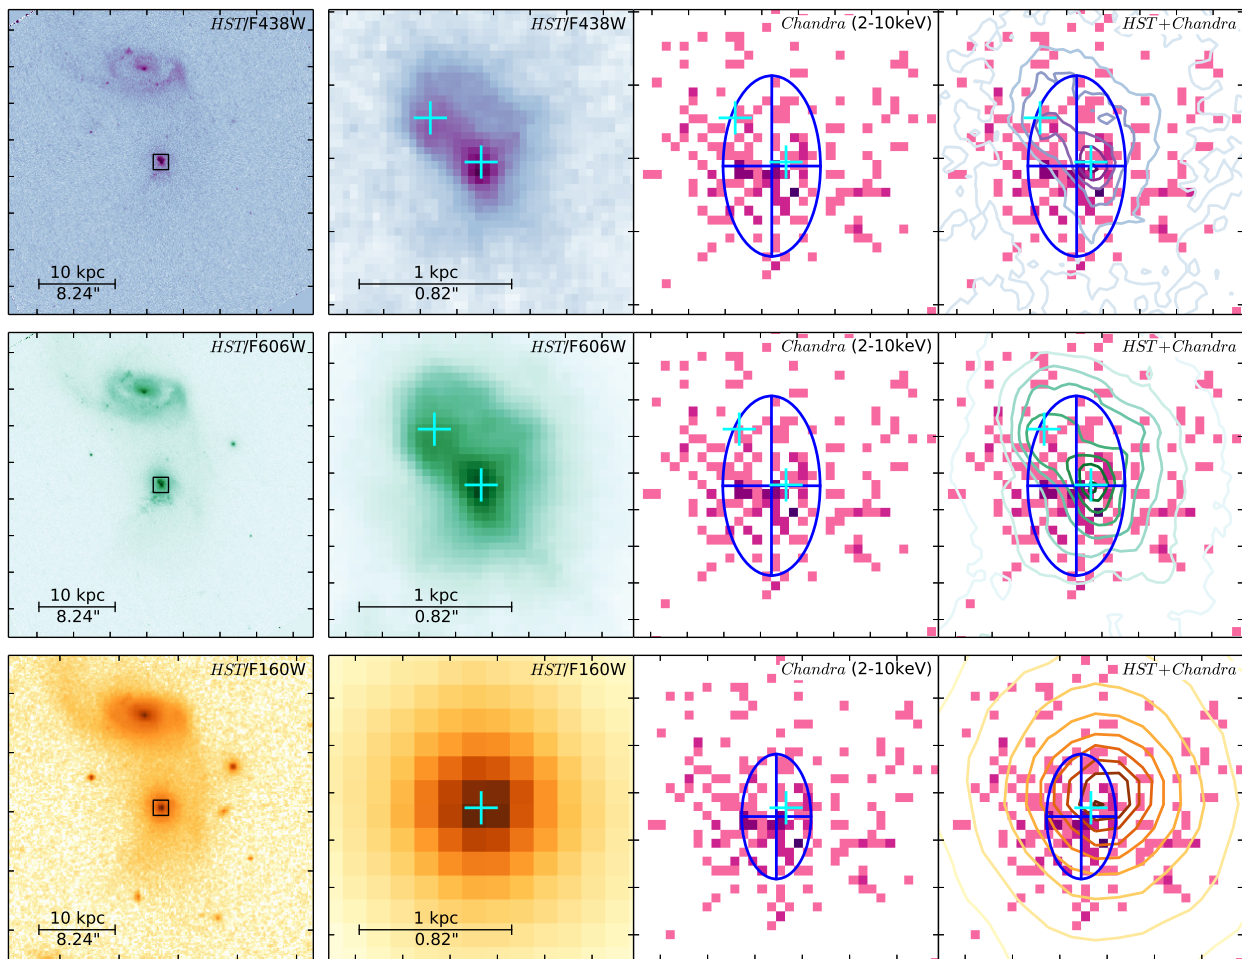 HST/F438W
10 kpc
8.24"
HST/F438W
1 kpc
0.82"
Chandra (2-10keV)
HST+Chandra
HST/F606W
10 kpc
8.24"
HST/F606W
1 kpc
0.82"
Chandra (2-10keV)
HST+Chandra
HST/F160W
10 kpc
8.24"
HST/F160W
1 kpc
0.82"
Chandra (2-10keV)
HST+Chandra